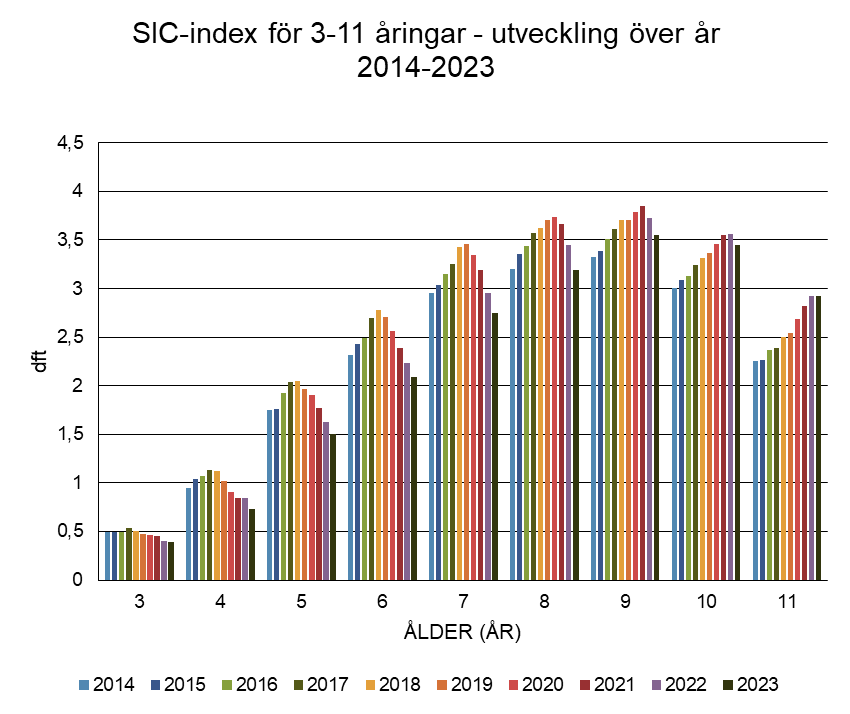 SIC-index för 3-11 åringar - utveckling över år
2014-2023
4,5
4
3,5
3
2,5
2
1,5
1
0,5
0
dft
3 4 5 6 7 8 9 10 11
ÅLDER (ÅR)
2014 2015 2016 2017 2018 2019 2020 2021 2022 2023